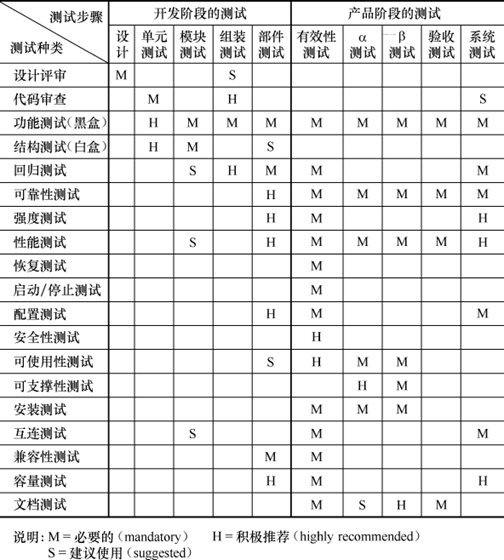 测试步骤 开发阶段的测试 产品阶段的测试
测试种类 设计 单元测试 模块测试 组装测试 部件测试 有效性测试 α测试 β测试 验收测试 系统测试
设计评审 M S
代码审查 M H S
功能测试(黑盒) H M M M M M M M M
结构测试(白盒) H M S
回归测试 S H M M M
可靠性测试 H M M M M M
强度测试 H M H
性能测试 S H M M M M H
恢复测试 M
启动/停止测试 M
配置测试 H M M
安全性测试 H
可使用性测试 S H M M
可支撑性测试 H M
安装测试 M M M
互连测试 S M M
兼容性测试 M M
容量测试 H M H
文档测试 M S H M
说明: M = 必要的 (mandatory) H = 积极推荐 (highly recommended)
S = 建议使用 (suggested)